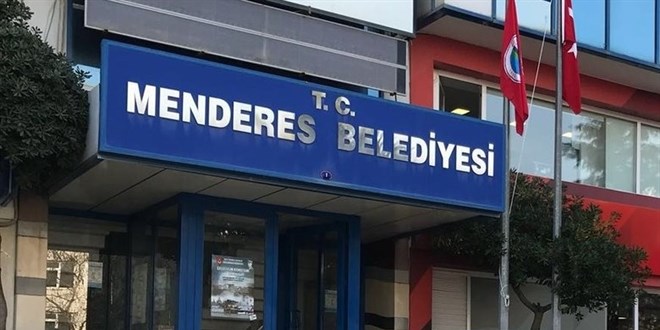 T. C.
MENDERES BELEDİYESİ